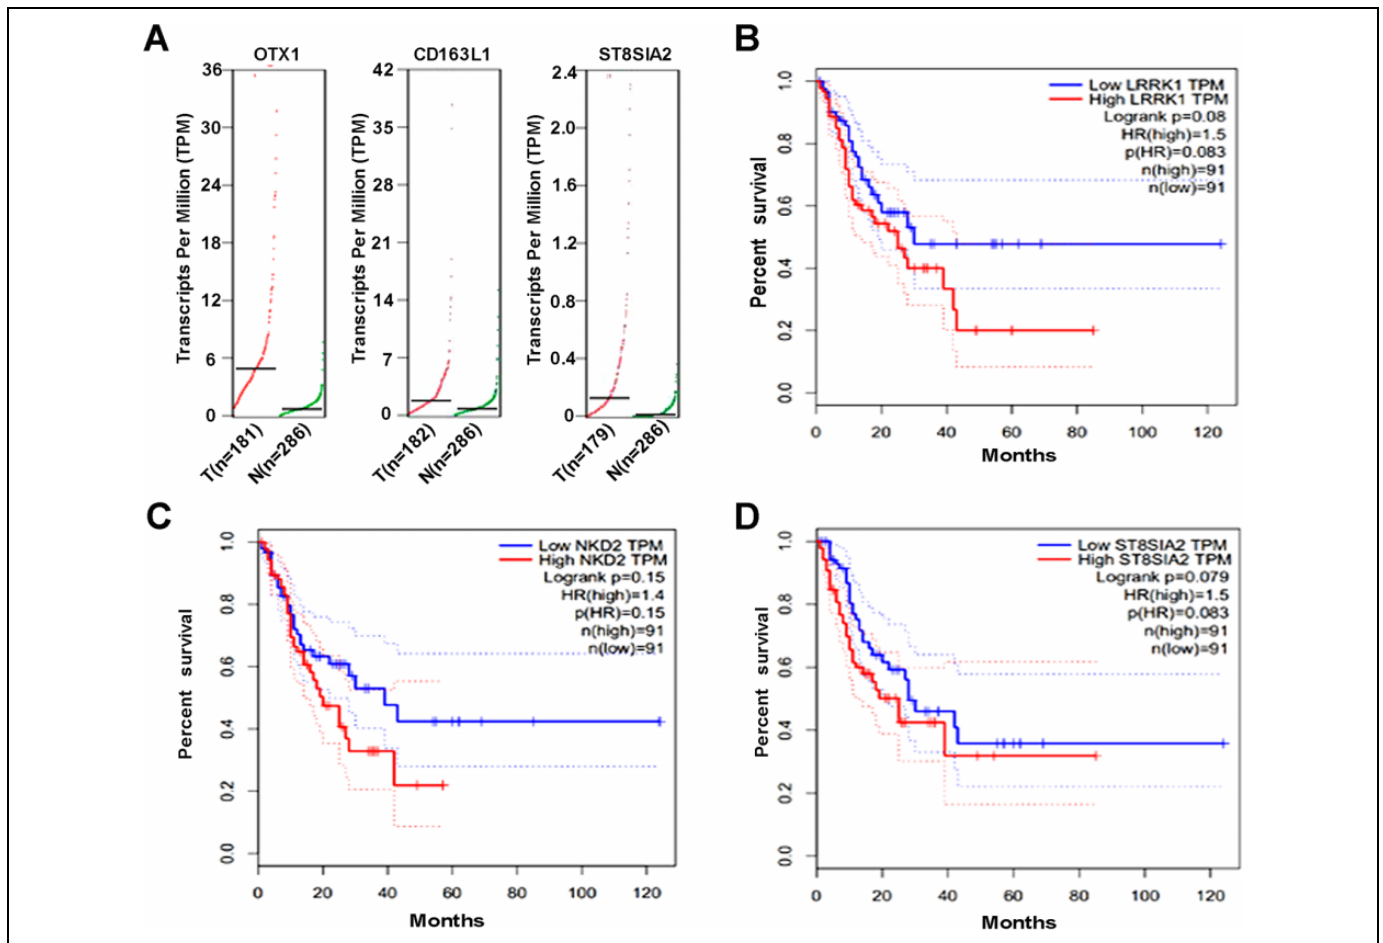 A
OTX1
CD163L1
ST8SIA2
Transcripts Per Million (TPM)
36
30
24
18
12
6
0
T(n=181)
N(n=286)
Transcripts Per Million (TPM)
42
35
28
21
14
7
0
T(n=182)
N(n=286)
Transcripts Per Million (TPM)
2.4
2.0
1.6
1.2
0.8
0.4
0
T(n=179)
N(n=286)
B
Low LRRK1 TPM
High LRRK1 TPM
Logrank p=0.08
HR(high)=1.5
p(HR)=0.083
n(high)=91
n(low)=91
Percent survival
1.0
0.8
0.6
0.4
0.2
0.0
0 20 40 60 80 100 120
Months
C
Low NKD2 TPM
High NKD2 TPM
Logrank p=0.15
HR(high)=1.4
p(HR)=0.15
n(high)=91
n(low)=91
Percent survival
1.0
0.8
0.6
0.4
0.2
0.0
0 20 40 60 80 100 120
Months
D
Low ST8SIA2 TPM
High ST8SIA2 TPM
Logrank p=0.079
HR(high)=1.5
p(HR)=0.083
n(high)=91
n(low)=91
Percent survival
1.0
0.8
0.6
0.4
0.2
0.0
0 20 40 60 80 100 120
Months